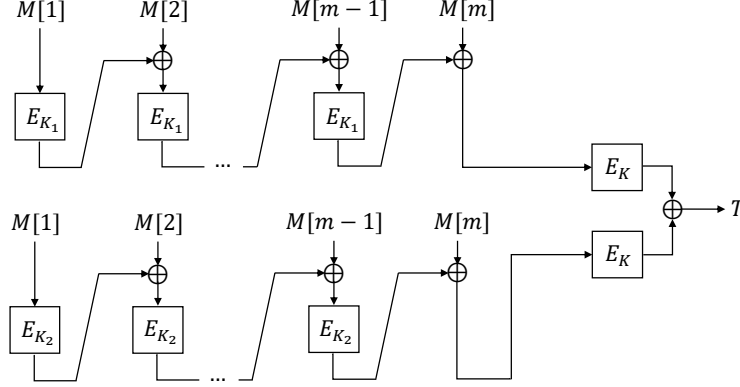 M[1] M[2] M[m − 1] M[m]
E_{K_1} E_{K_1} E_{K_1}
...
E_K
T
M[1] M[2] M[m − 1] M[m]
E_K
E_{K_2} E_{K_2} E_{K_2}
...